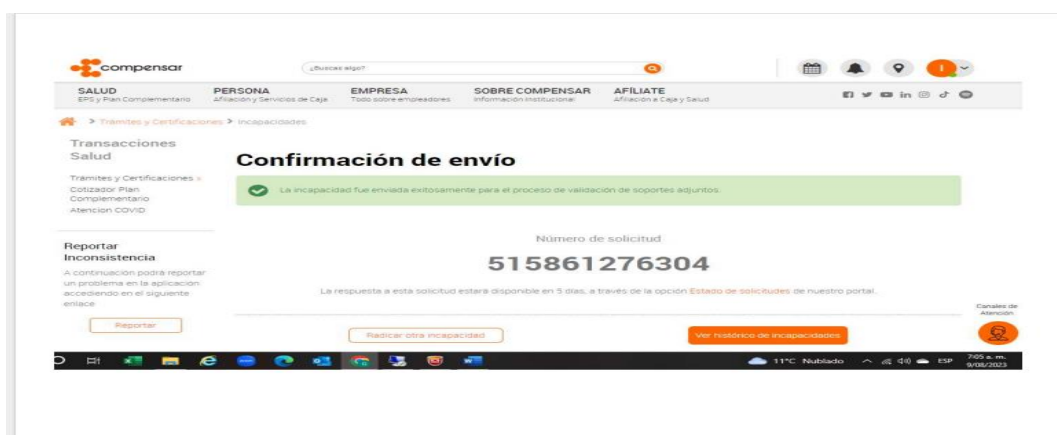 compensar
¿Buscas algo?
SALUD
EPS y Plan Complementario
PERSONA
Afiliación y Servicios de Caja
EMPRESA
Todo sobre empleadores
SOBRE COMPENSAR
Información Institucional
AFÍLIATE
Afiliación a Caja y Salud
> Trámites y Certificaciones > Incapacidades
Transacciones
Salud
Trámites y Certificaciones
Cotizador Plan
Complementario
Atencion COVID
Reportar
Inconsistencia
A continuación podrá reportar
un problema en la aplicación
accediendo en el siguiente
enlace
Reportar
Confirmación de envío
La incapacidad fue enviada exitosamente para el proceso de validación de soportes adjuntos.
Número de solicitud
515861276304
La respuesta a esta solicitud estará disponible en 5 días, a través de la opción Estado de solicitudes de nuestro portal.
Radicar otra incapacidad
Ver histórico de incapacidades
Canales de
Atención
11°C Nublado
ESP
7:05 a. m.
9/08/2023